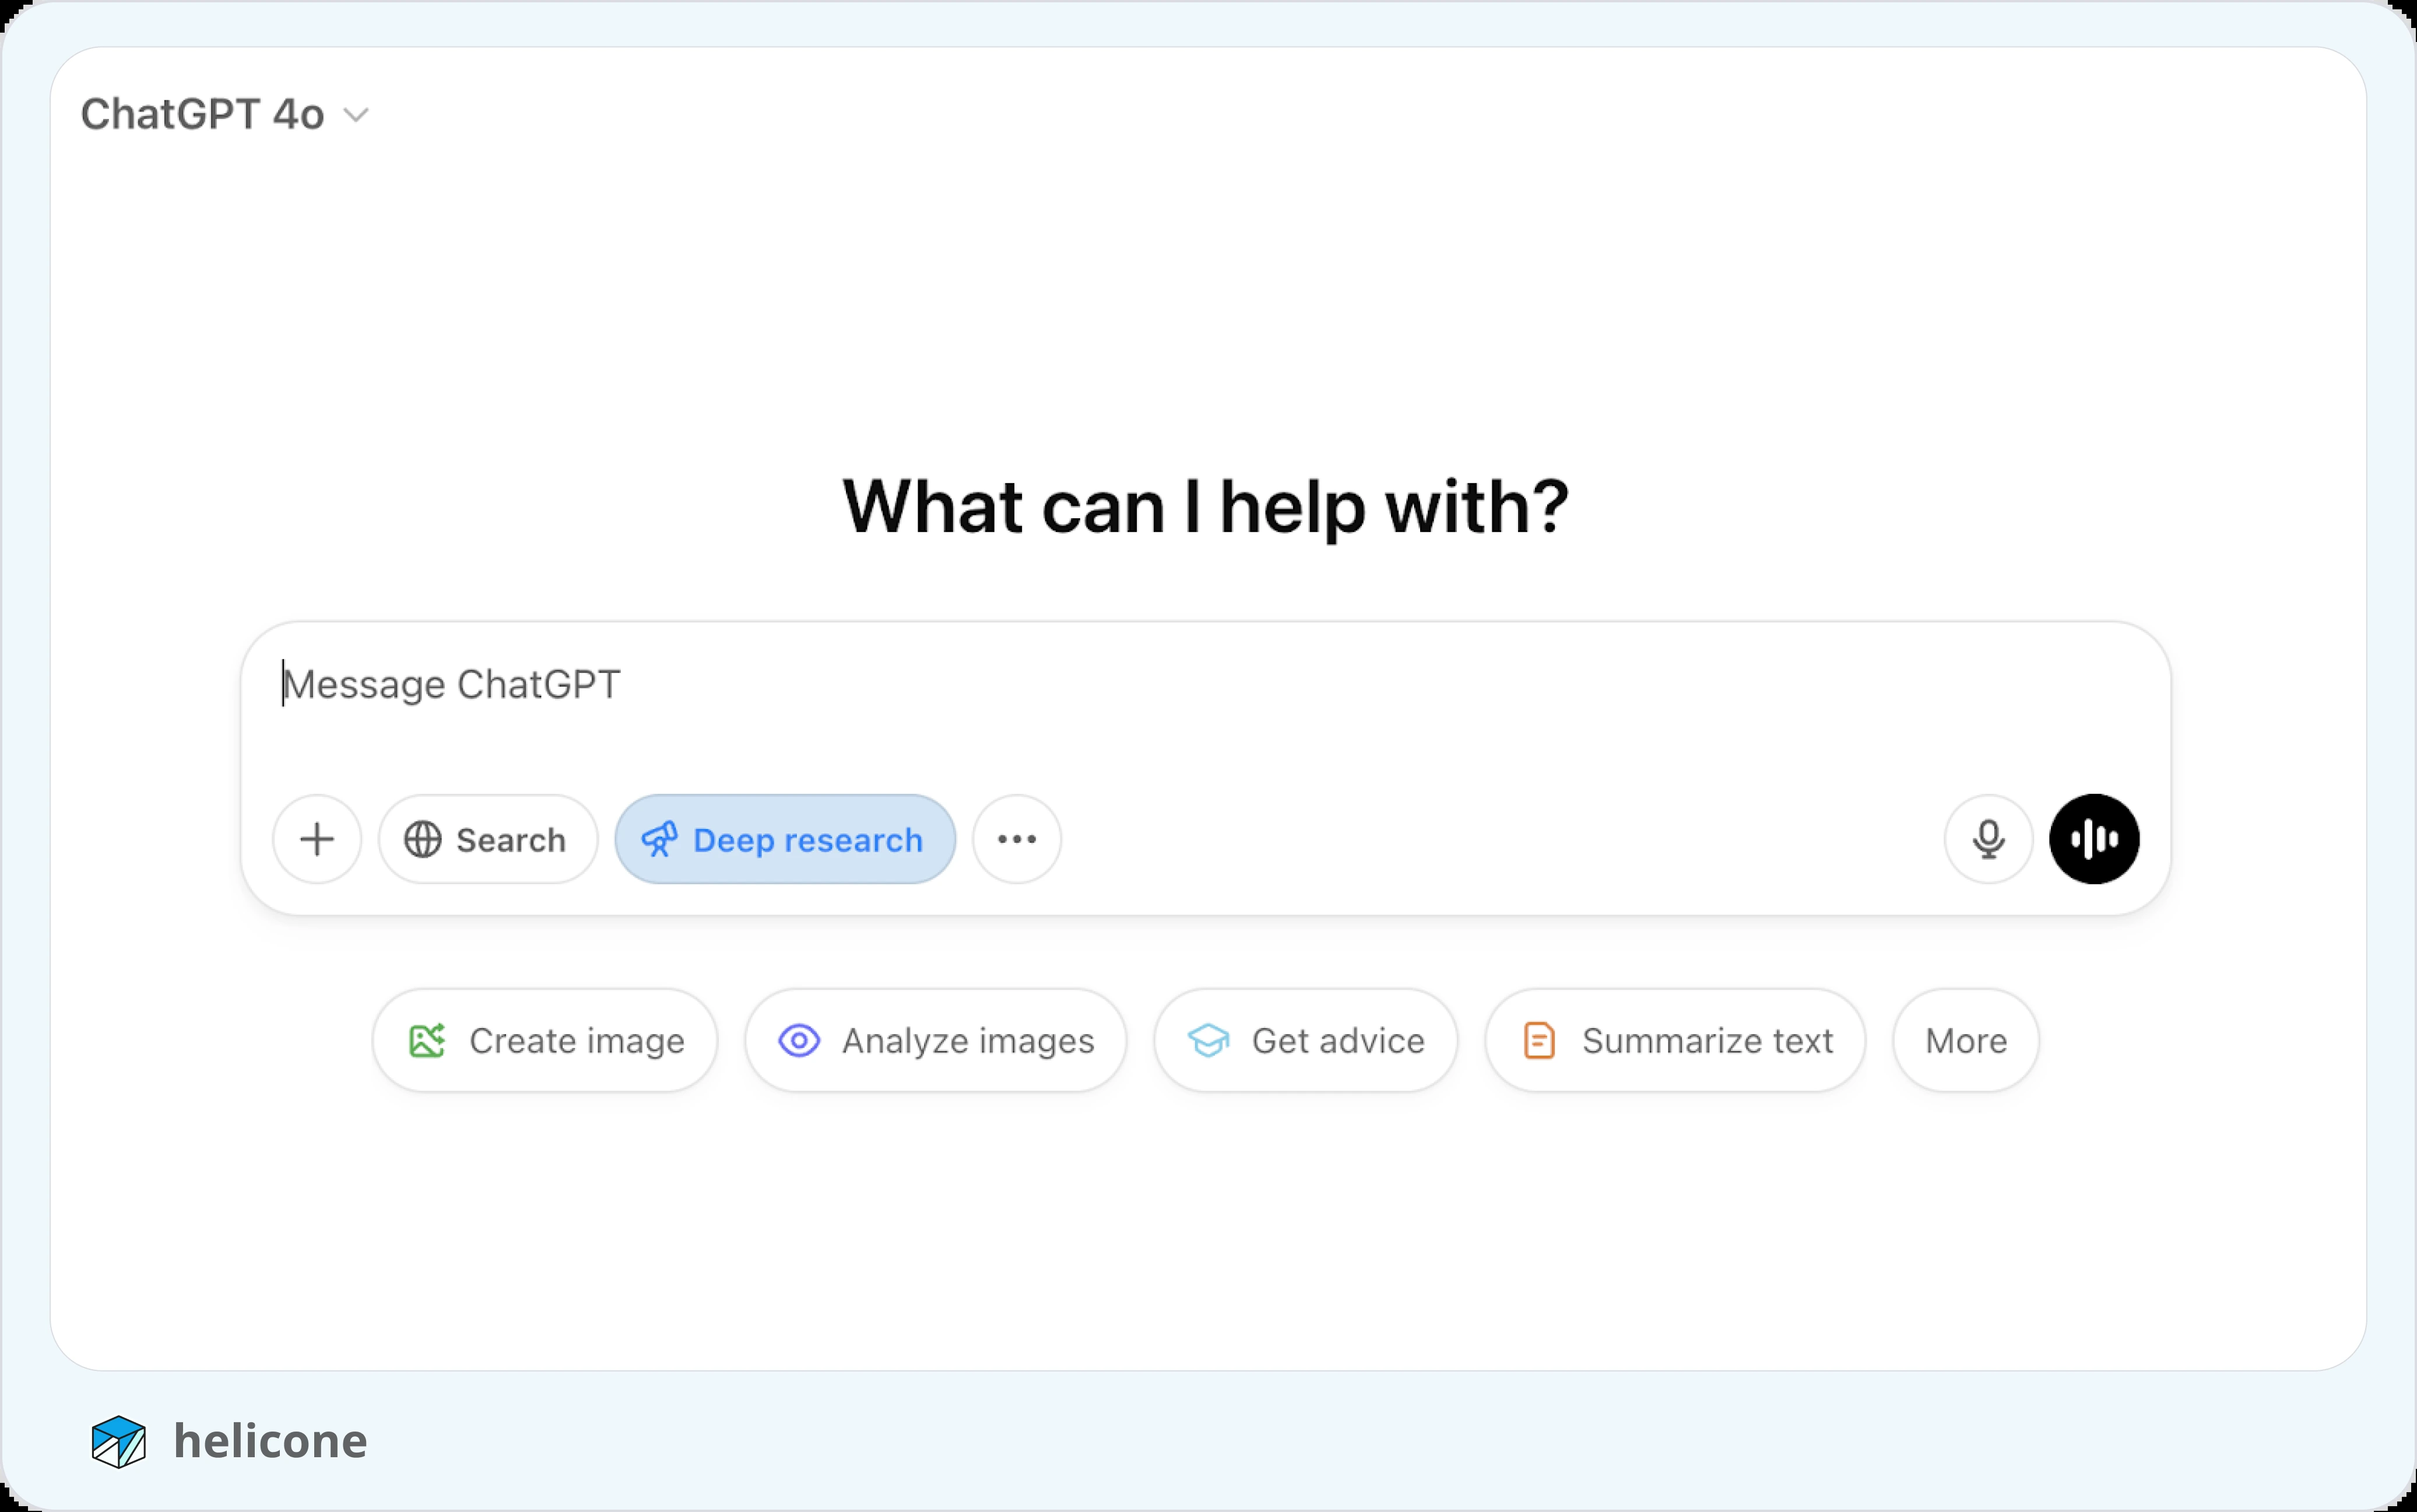 ChatGPT 4o
What can I help with?
Message ChatGPT
Search Deep research
Create image Analyze images Get advice Summarize text More
helicone